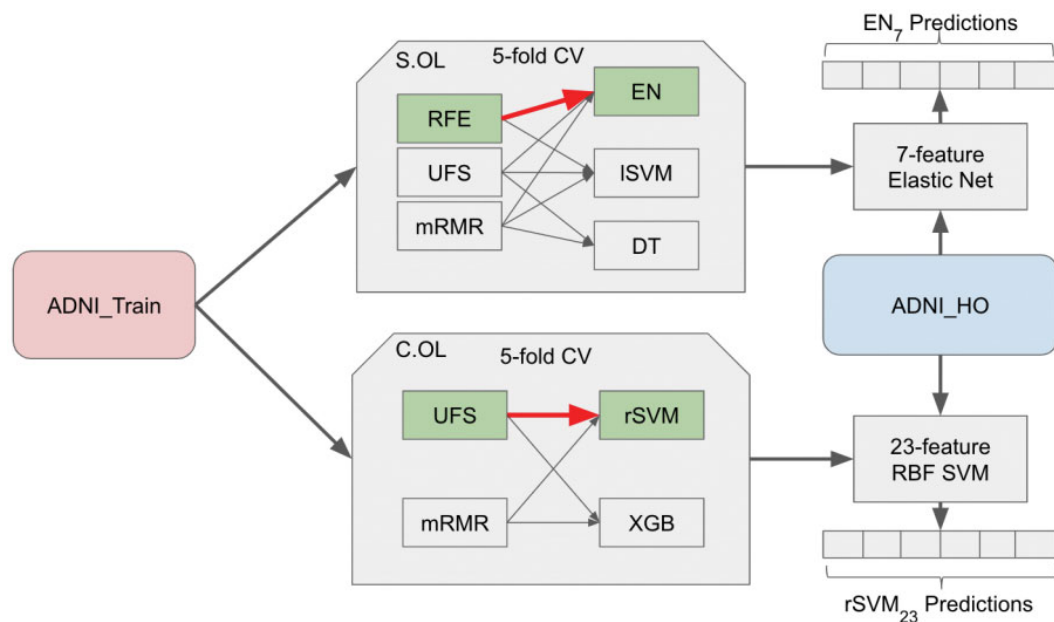 EN7 Predictions
S.OL
5-fold CV
RFE
EN
UFS
lSVM
mRMR
DT
7-feature
Elastic Net
ADNI_Train
ADNI_HO
C.OL
5-fold CV
UFS
rSVM
mRMR
XGB
23-feature
RBF SVM
rSVM23 Predictions